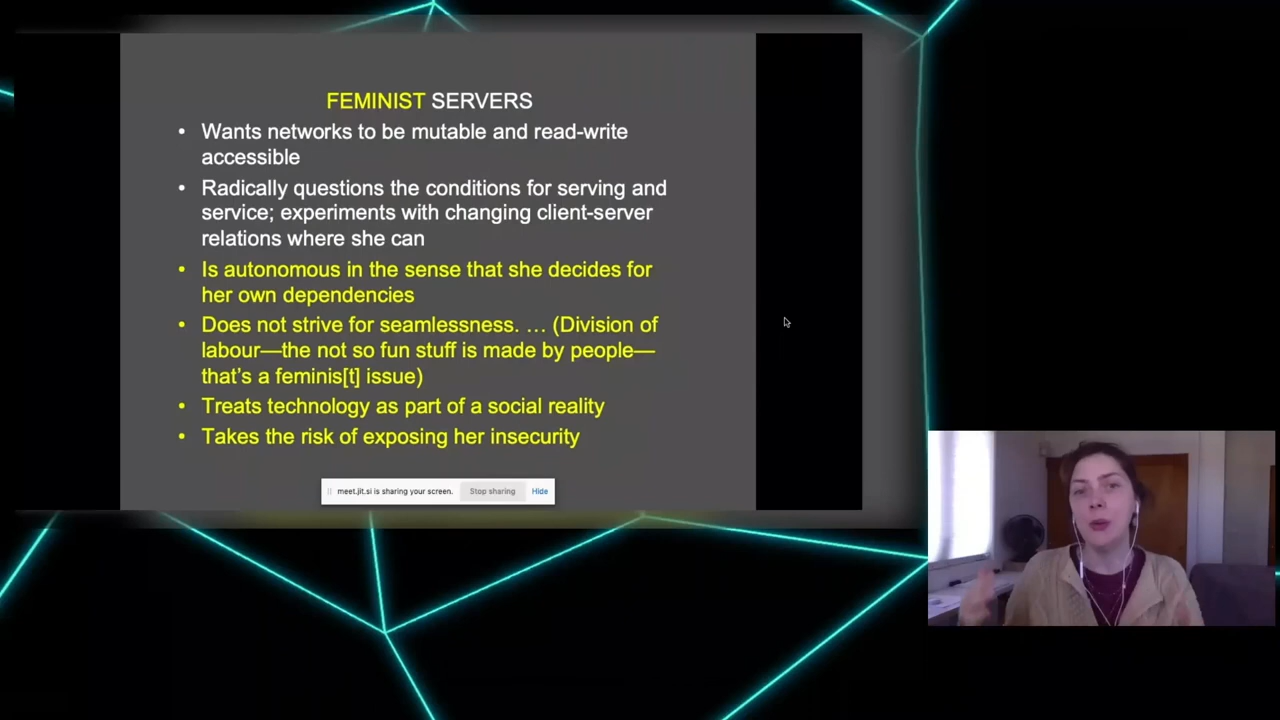 FEMINIST SERVERS
• Wants networks to be mutable and read-write
accessible
• Radically questions the conditions for serving and
service; experiments with changing client-server
relations where she can
• Is autonomous in the sense that she decides for
her own dependencies
• Does not strive for seamlessness. … (Division of
labour—the not so fun stuff is made by people—
that’s a feminis[t] issue)
• Treats technology as part of a social reality
• Takes the risk of exposing her insecurity
meet.jit.si is sharing your screen. Stop sharing Hide